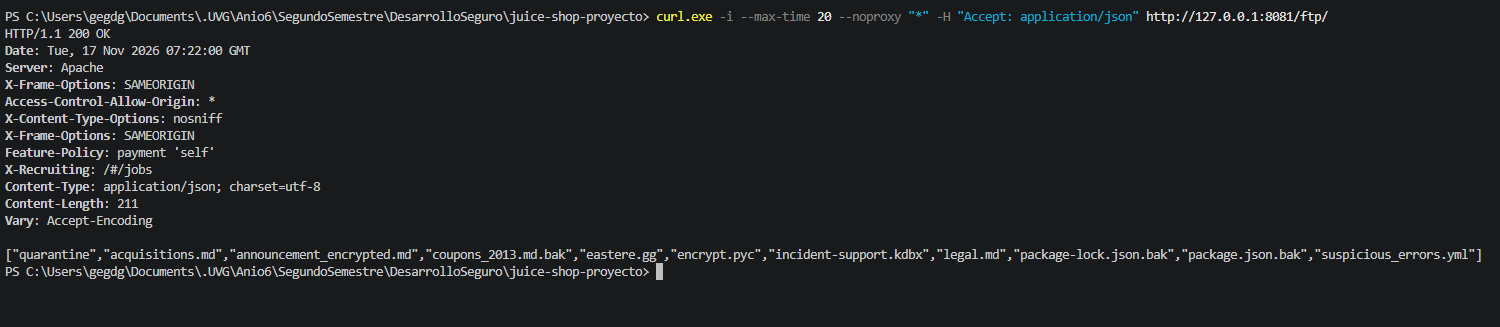 PS C:\Users\gegdg\Documents\.UVG\Anio6\SegundoSemestre\DesarrolloSeguro\juice-shop-proyecto> curl.exe -i --max-time 20 --noproxy "*" -H "Accept: application/json" http://127.0.0.1:8081/ftp/
HTTP/1.1 200 OK
Date: Tue, 17 Nov 2026 07:22:00 GMT
Server: Apache
X-Frame-Options: SAMEORIGIN
Access-Control-Allow-Origin: *
X-Content-Type-Options: nosniff
X-Frame-Options: SAMEORIGIN
Feature-Policy: payment 'self'
X-Recruiting: /#/jobs
Content-Type: application/json; charset=utf-8
Content-Length: 211
Vary: Accept-Encoding
["quarantine","acquisitions.md","announcement_encrypted.md","coupons_2013.md.bak","eastere.gg","encrypt.pyc","incident-support.kdbx","legal.md","package-lock.json.bak","package.json.bak","suspicious_errors.yml"]
PS C:\Users\gegdg\Documents\.UVG\Anio6\SegundoSemestre\DesarrolloSeguro\juice-shop-proyecto>